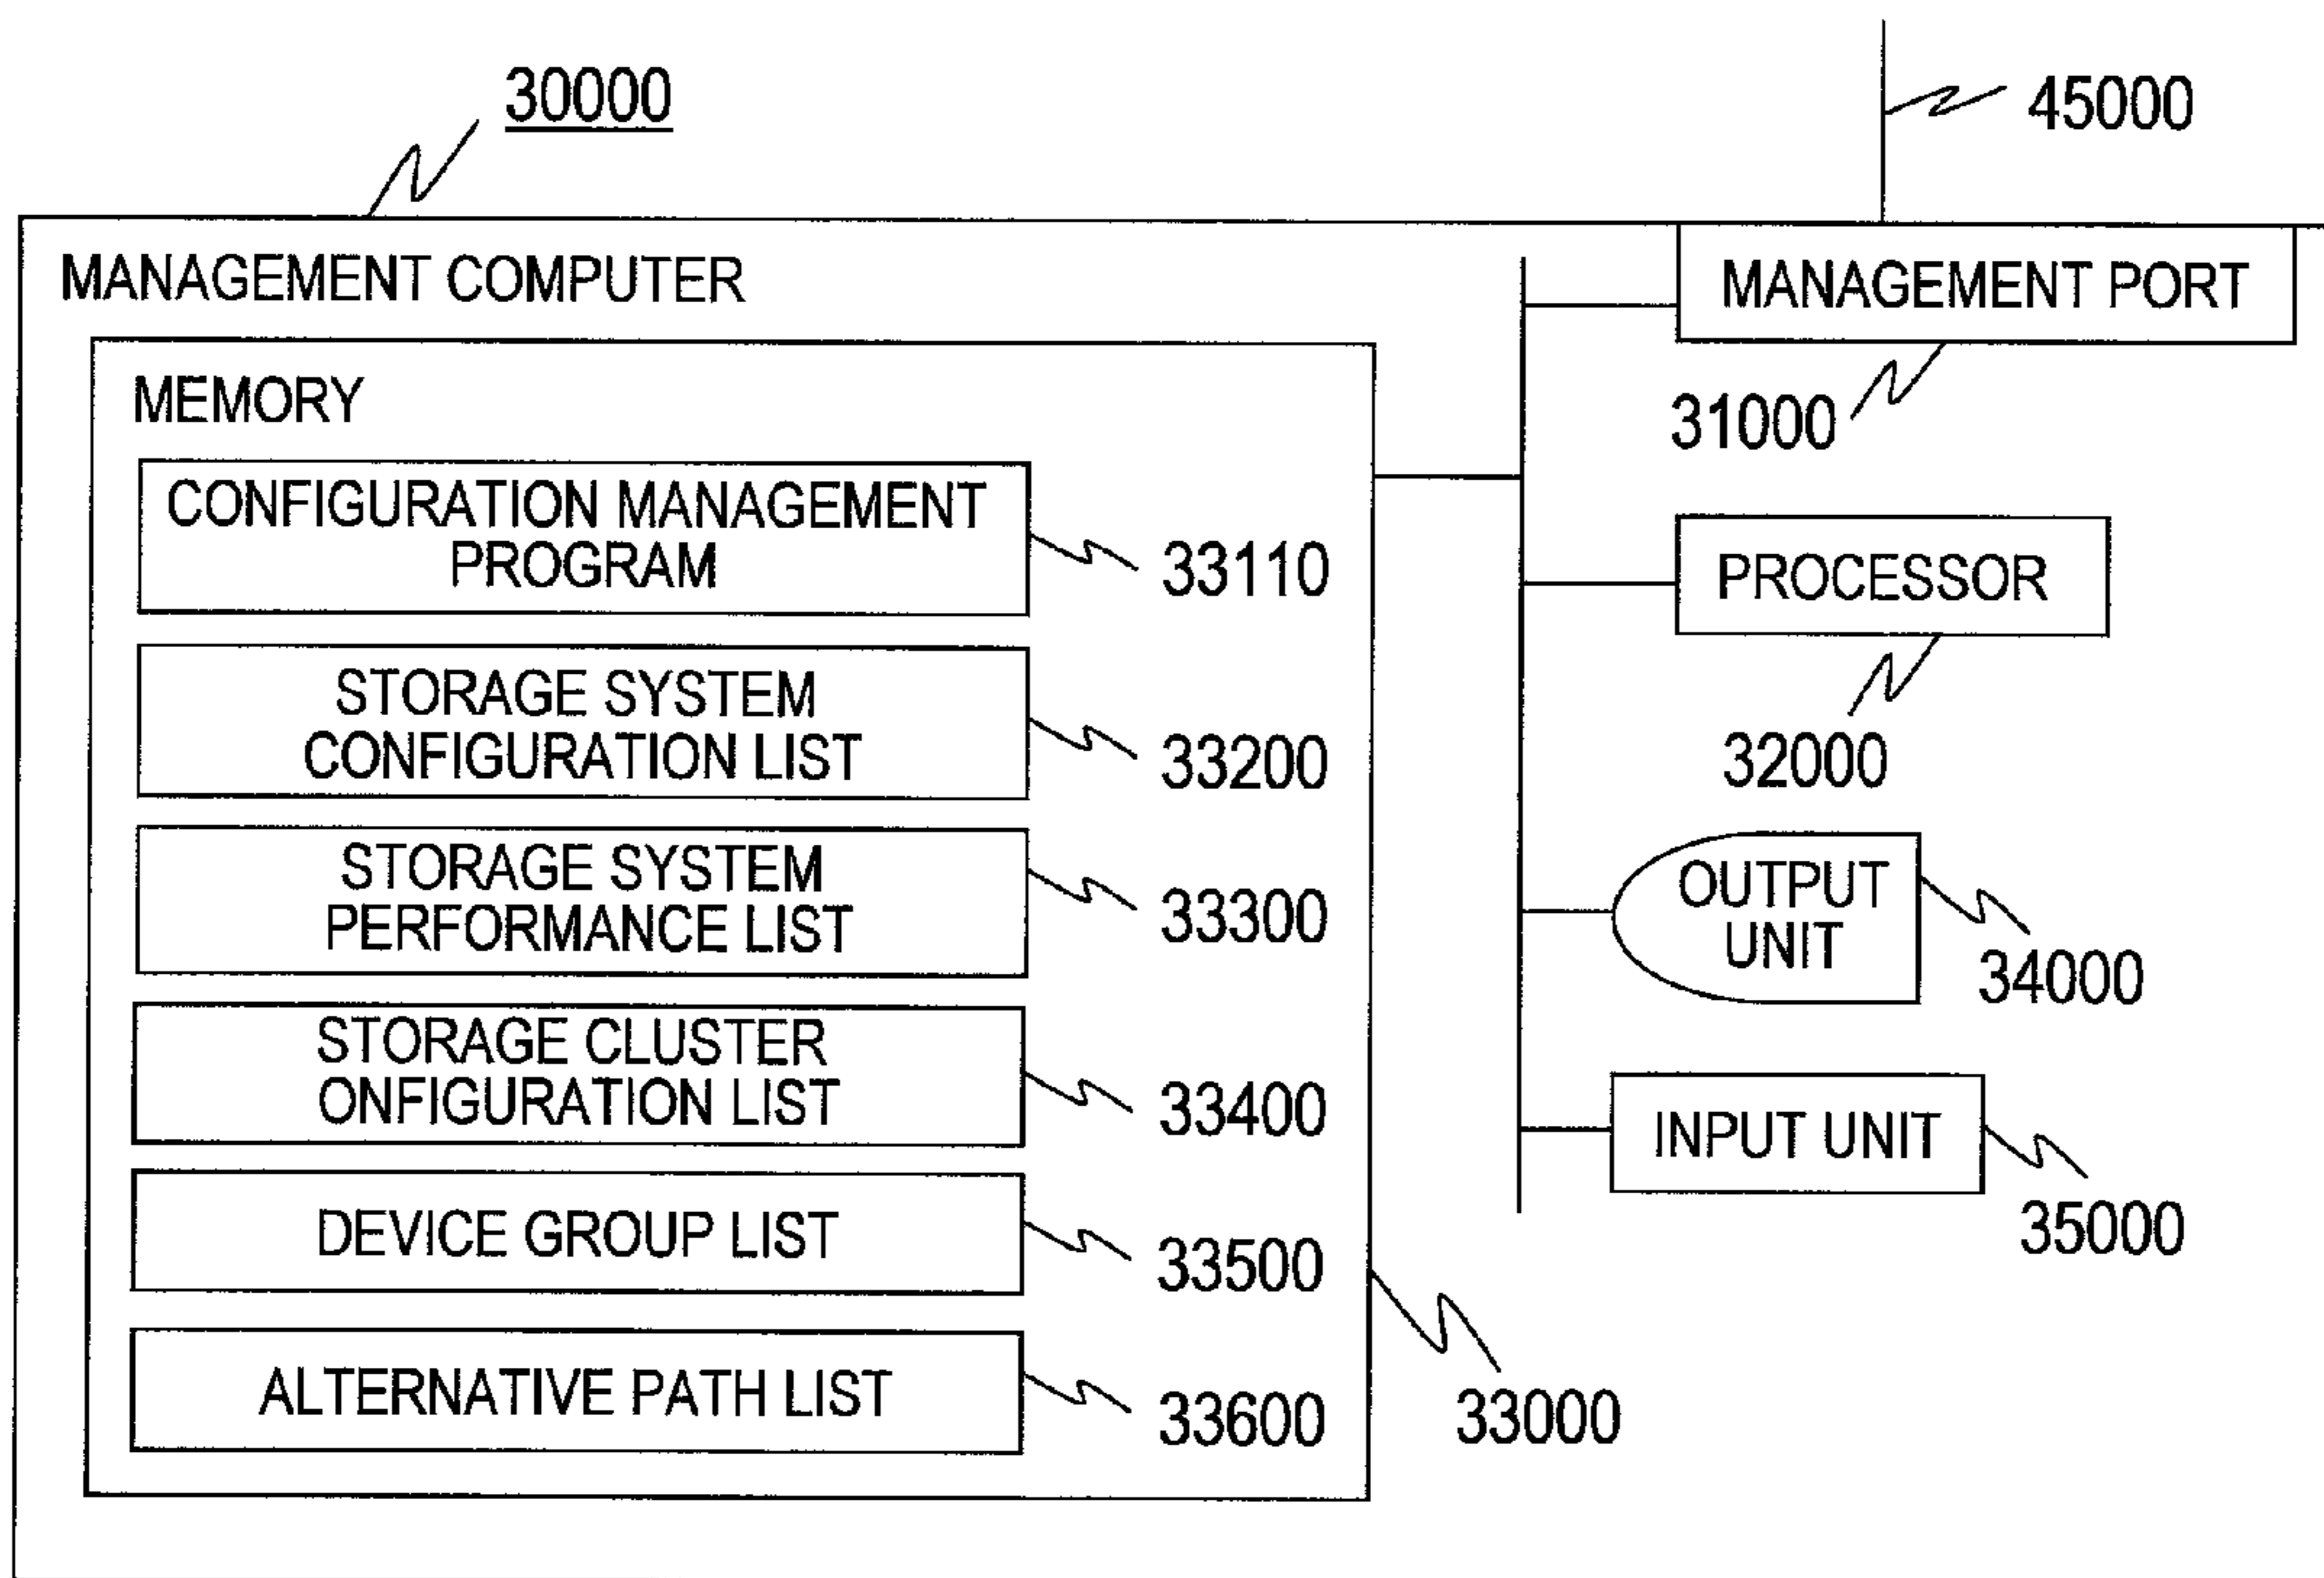 30000
45000
MANAGEMENT COMPUTER
MANAGEMENT PORT
31000
MEMORY
CONFIGURATION MANAGEMENT
PROGRAM
33110
PROCESSOR
32000
STORAGE SYSTEM
CONFIGURATION LIST
33200
STORAGE SYSTEM
PERFORMANCE LIST
33300
OUTPUT
UNIT
34000
STORAGE CLUSTER
ONFIGURATION LIST
33400
INPUT UNIT
35000
DEVICE GROUP LIST
33500
ALTERNATIVE PATH LIST
33600
33000